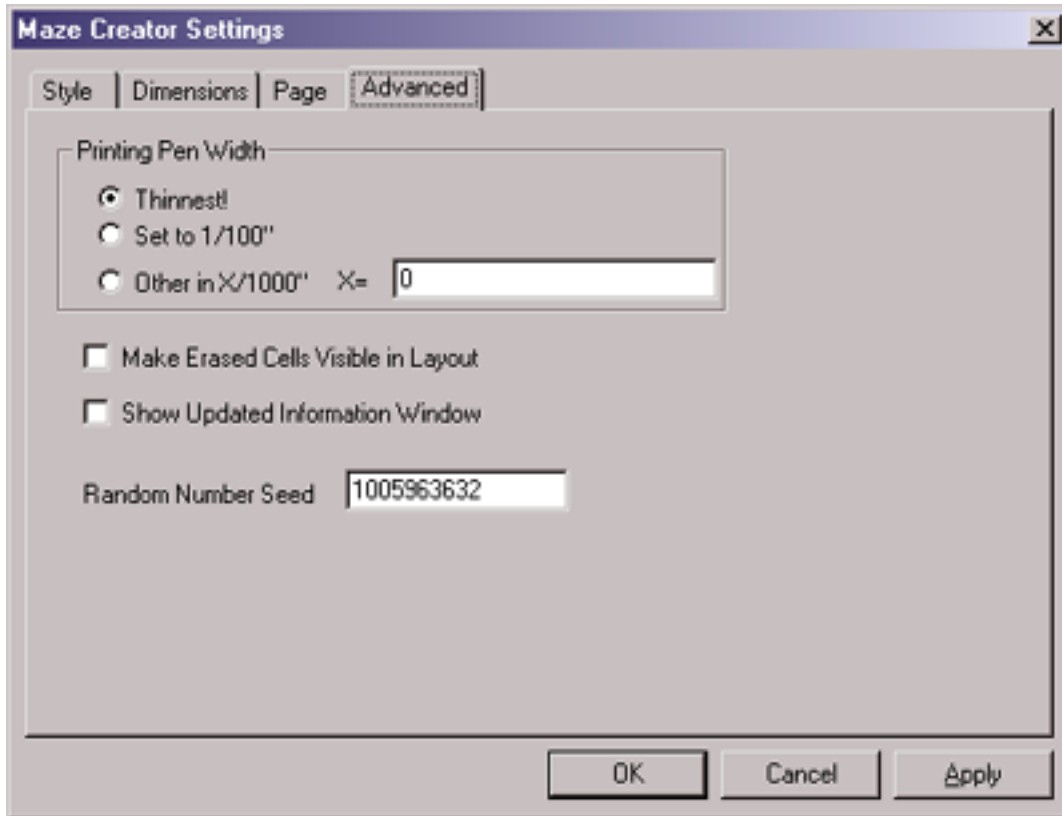 Maze Creator Settings
Style Dimensions Page Advanced
Printing Pen Width
Thinnest!
Set to 1/100"
Other in X/1000" X= 0
Make Erased Cells Visible in Layout
Show Updated Information Window
Random Number Seed 1005963632
OK Cancel Apply